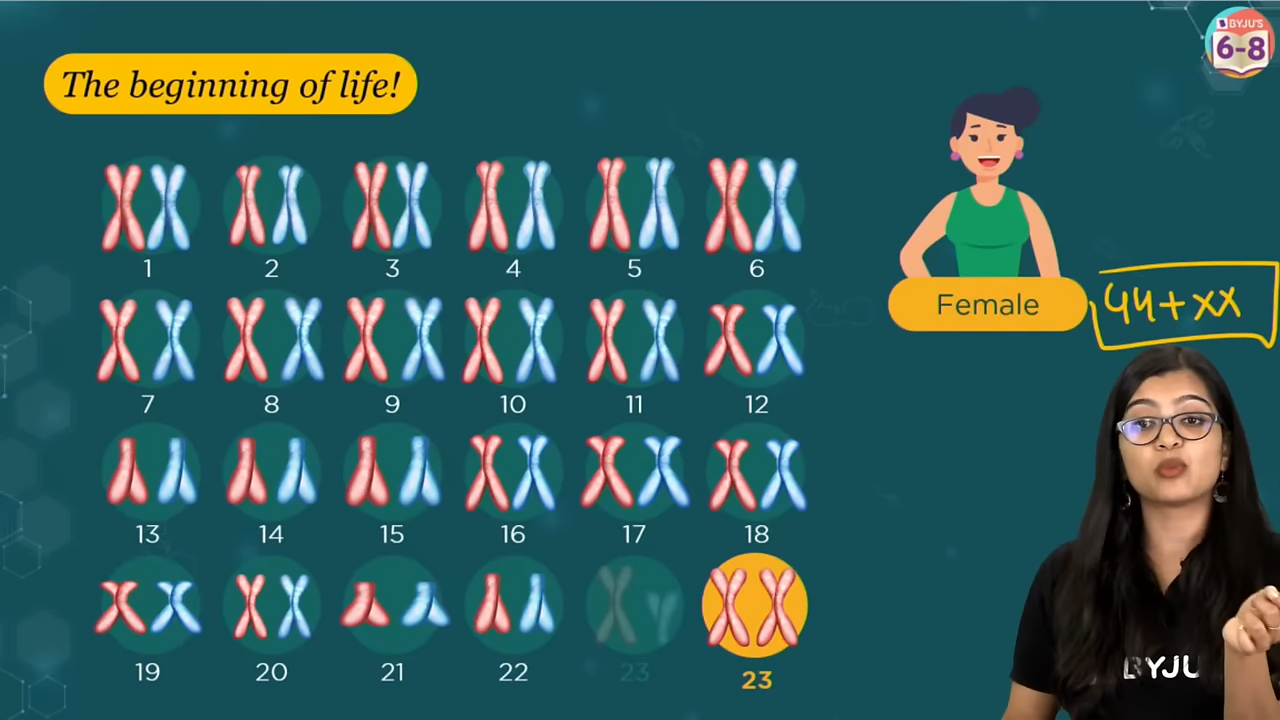 BYJU'S
6-8
The beginning of life!
1 2 3 4 5 6
Female
44+xx
7 8 9 10 11 12
13 14 15 16 17 18
19 20 21 22 23 23
BYJU